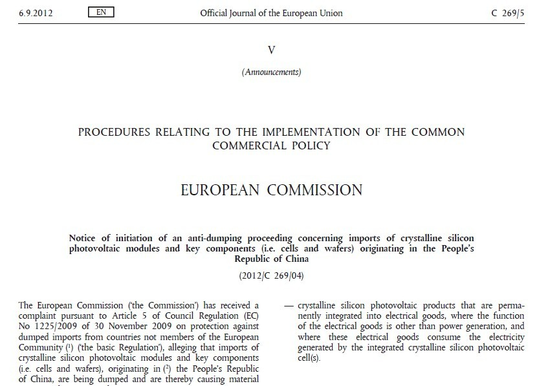 6.9.2012 EN Official Journal of the European Union C 269/5
V
(Announcements)
PROCEDURES RELATING TO THE IMPLEMENTATION OF THE COMMON
COMMERCIAL POLICY
EUROPEAN COMMISSION
Notice of initiation of an anti-dumping proceeding concerning imports of crystalline silicon
photovoltaic modules and key components (i.e. cells and wafers) originating in the People's
Republic of China
(2012/C 269/04)
The European Commission ('the Commission') has received a
complaint pursuant to Article 5 of Council Regulation (EC)
No 1225/2009 of 30 November 2009 on protection against
dumped imports from countries not members of the European
Community (1) ('the basic Regulation'), alleging that imports of
crystalline silicon photovoltaic modules and key components
(i.e. cells and wafers), originating in (2) the People's Republic
of China, are being dumped and are thereby causing material
— crystalline silicon photovoltaic products that are perma-
nently integrated into electrical goods, where the function
of the electrical goods is other than power generation, and
where these electrical goods consume the electricity
generated by the integrated crystalline silicon photovoltaic
cell(s).